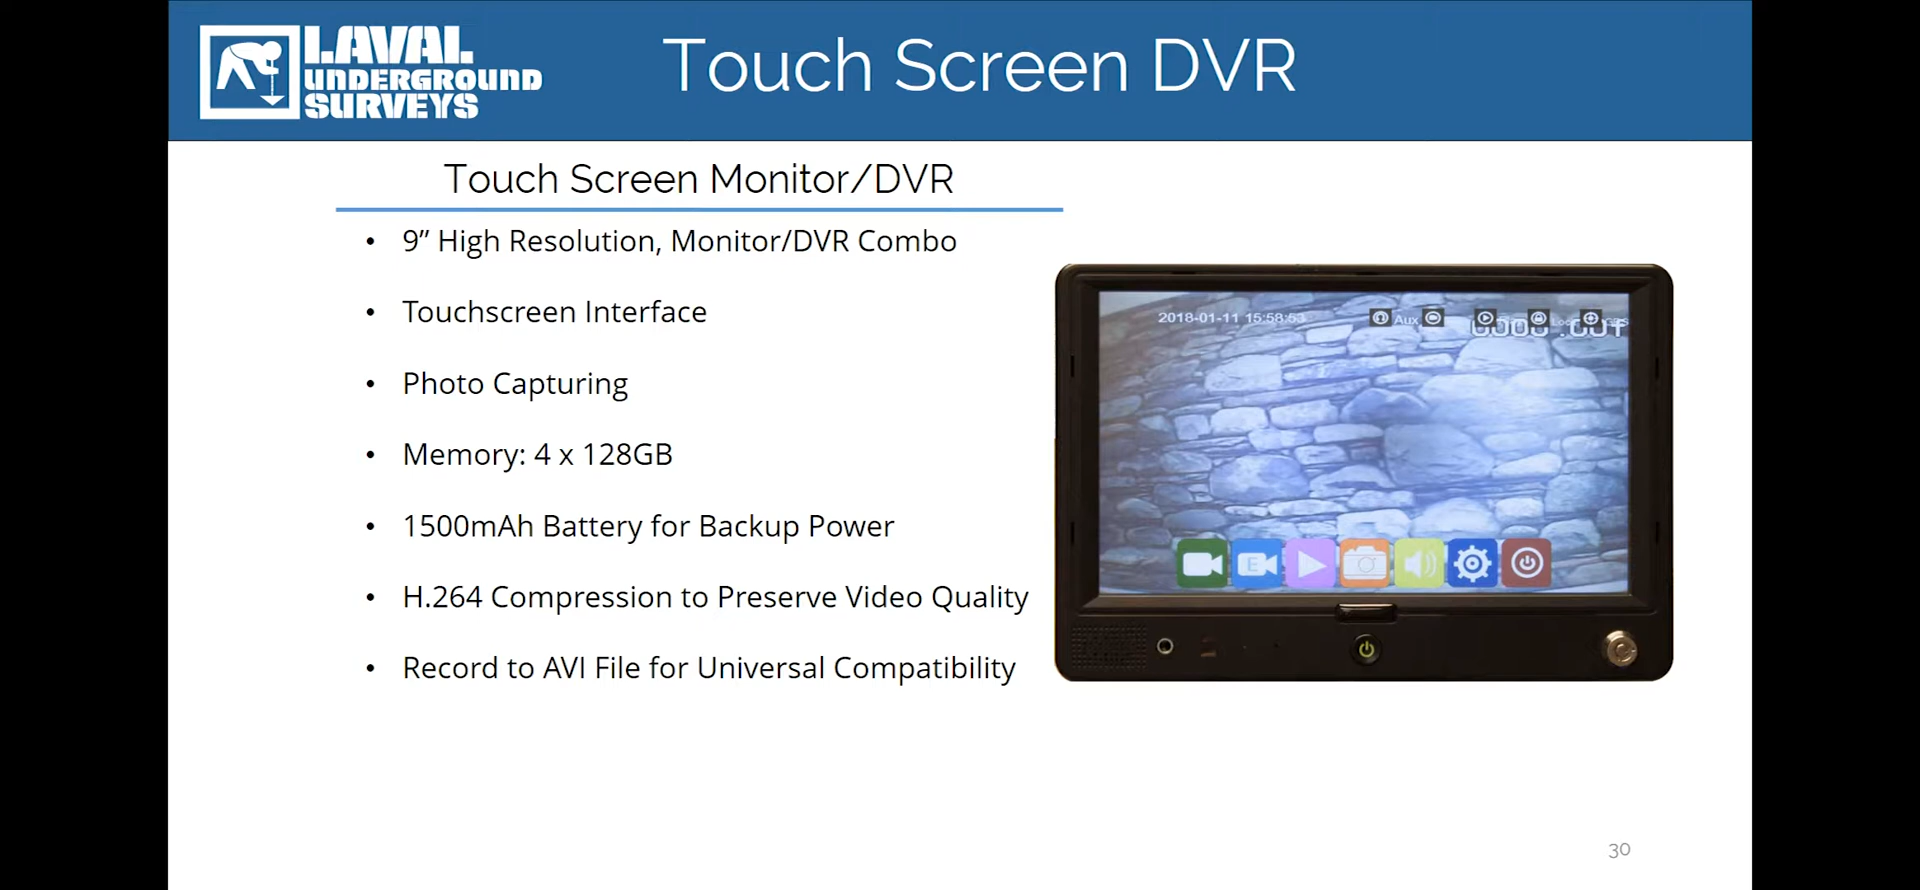 LAVAL
UNDERGROUND
SURVEYS
Touch Screen DVR
Touch Screen Monitor/DVR
• 9” High Resolution, Monitor/DVR Combo
• Touchscreen Interface
• Photo Capturing
• Memory: 4 x 128GB
• 1500mAh Battery for Backup Power
• H.264 Compression to Preserve Video Quality
• Record to AVI File for Universal Compatibility
2018-01-11 15:58:53
Aux
E
30